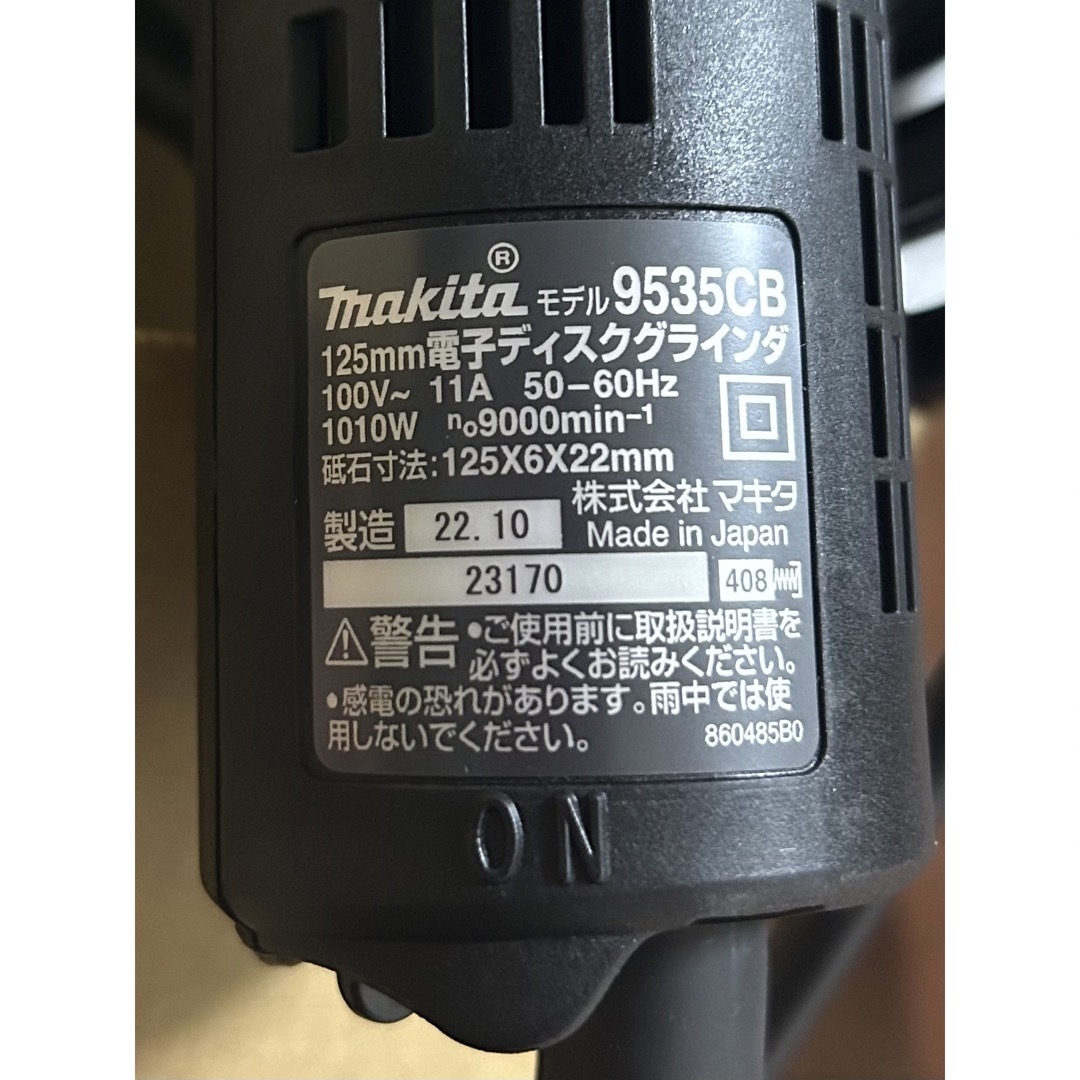 makita® モデル 9535CB
125mm電子ディスクグラインダ
100V~ 11A 50-60Hz
1010W n₀9000min⁻¹
砥石寸法:125X6X22mm
株式会社 マキタ
製造 22.10 Made in Japan
23170 408
⚠警告 •ご使用前に取扱説明書を
必ずよくお読みください。
•感電の恐れがあります。雨中では使
用しないでください。 860485B0
ON